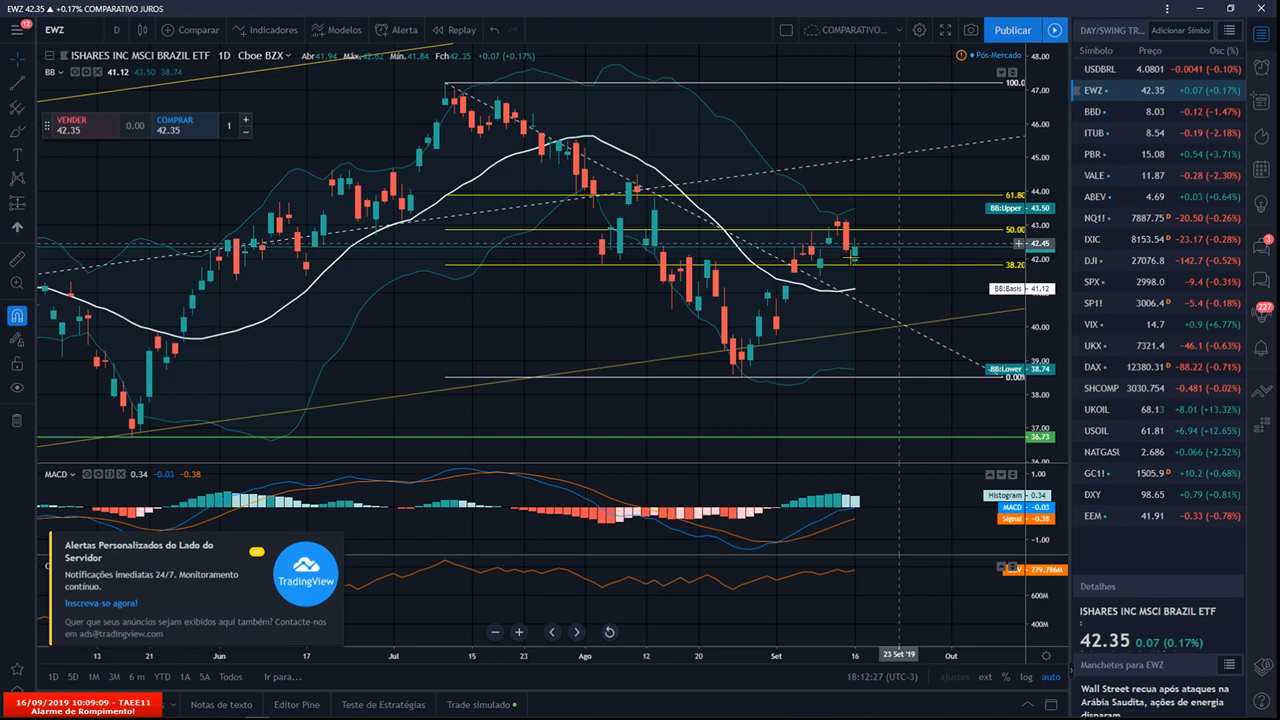 EWZ 42.35 ▲ +0.17% COMPARATIVO JUROS
12
EWZ
D
Comparar
Indicadores
Modelos
Alerta
Replay
COMPARATIVO...
Publicar
ISHARES INC MSCI BRAZIL ETF 1D Cboe BZX Abr41.94 Máx42.62 Mín41.84 Fch42.35 +0.07 (+0.17%)
Pós-Mercado
BB 41.12 43.50 38.74
VENDER
42.35
0.00
COMPRAR
42.35
1
48.00
100.0
47.00
46.00
45.00
44.00
61.80
BB:Upper 43.50
43.00
50.00
42.45
42.00
38.20
BB:Basis 41.12
40.00
39.00
BB:Lower 38.74
0.00
38.00
37.00
36.73
MACD 0.34 -0.03 -0.38
1.00
Histogram 0.34
MACD -0.03
Signal -0.38
-1.00
779.786M
600M
400M
Alertas Personalizados do Lado do
Servidor
Notificações imediatas 24/7. Monitoramento
contínuo.
Inscreva-se agora!
Quer que seus anúncios sejam exibidos aqui também? Contacte-nos
em ads@tradingview.com
TradingView
13 21 Jun 17 Jul 15 23 Ago 12 20 Set 16 23 Set '19 Out
1D 5D 1M 3M 6 m YTD 1A 5A Todos Ir para...
18:12:27 (UTC-3) ajustes ext % log auto
16/09/2019 10:09:09 - TAEE11
Alarme de Rompimento!
Notas de texto
Editor Pine
Teste de Estratégias
Trade simulado
DAY/SWING TR...
Adicionar Símbol
Símbolo Preço Osc (%)
USDBRL 4.0801 -0.0041 (-0.10%)
EWZ 42.35 +0.07 (+0.17%)
BBD 8.03 -0.12 (-1.47%)
ITUB 8.54 -0.19 (-2.18%)
PBR 15.08 +0.54 (+3.71%)
VALE 11.87 -0.28 (-2.30%)
ABEV 4.69 +0.03 (+0.64%)
NQ1! 7887.75 D -20.50 (-0.26%)
IXIC 8153.54 D -23.17 (-0.28%)
DJI 27076.8 -142.7 (-0.52%)
SPX 2998.0 -9.4 (-0.31%)
SP1! 3006.4 D -5.4 (-0.18%)
VIX 14.7 +0.9 (+6.77%)
UKX 7321.4 -46.1 (-0.63%)
DAX 12380.31 D -88.22 (-0.71%)
SHCOMP 3030.754 -0.481 (-0.02%)
UKOIL 68.13 +8.01 (+13.32%)
USOIL 61.81 +6.94 (+12.65%)
NATGASL 2.686 +0.066 (+2.52%)
GC1! 1505.9 D +10.2 (+0.68%)
DXY 98.65 +0.79 (+0.81%)
EEM 41.91 -0.33 (-0.78%)
227
Detalhes
ISHARES INC MSCI BRAZIL ETF
:
42.35 0.07 (0.17%)
Manchetes para EWZ
Wall Street recua após ataques na
Arábia Saudita, ações de energia
disparam